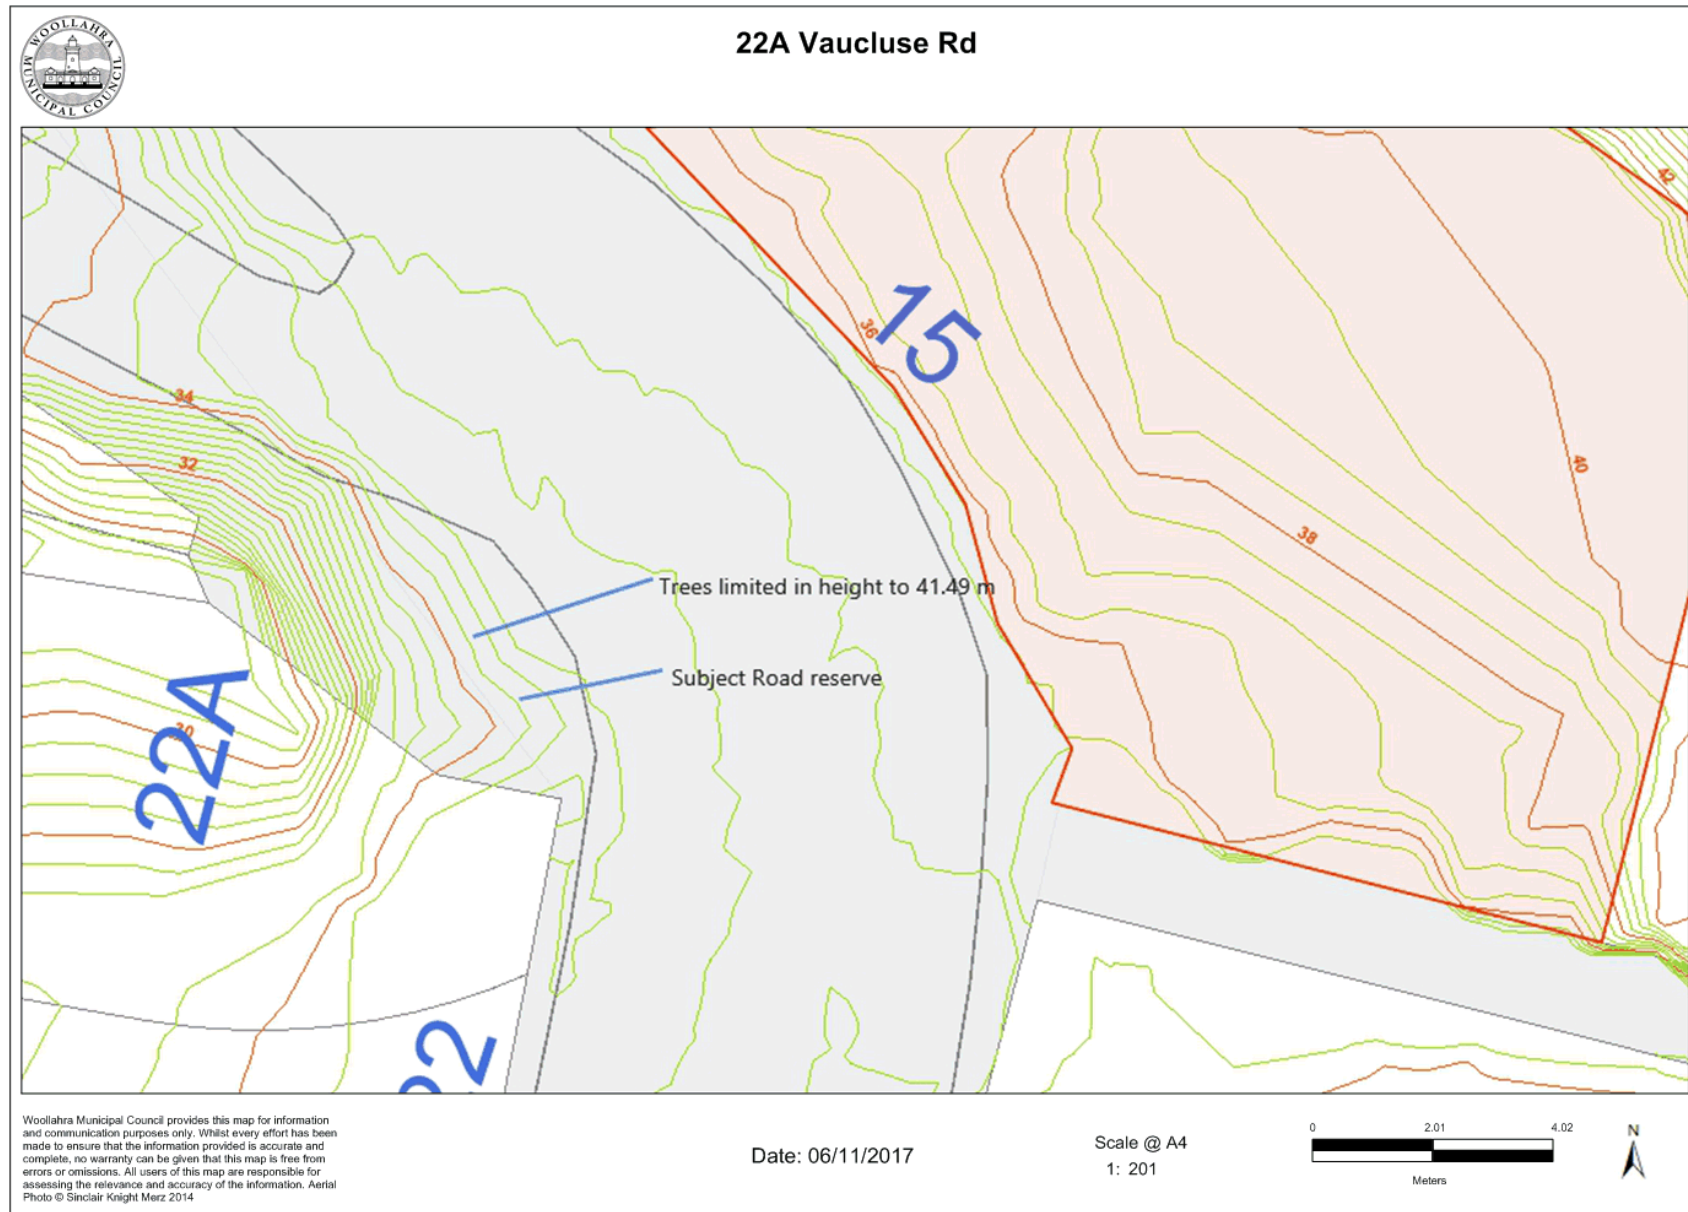 WOOLLAHRA
MUNICIPAL COUNCIL
22A Vaucluse Rd
42
15
36
34
40
32
38
Trees limited in height to 41.49 m
Subject Road reserve
22A
30
22
Woollahra Municipal Council provides this map for information
and communication purposes only. Whilst every effort has been
made to ensure that the information provided is accurate and
complete, no warranty can be given that this map is free from
errors or omissions. All users of this map are responsible for
assessing the relevance and accuracy of the information. Aerial
Photo © Sinclair Knight Merz 2014
Date: 06/11/2017
Scale @ A4
1: 201
0 2.01 4.02
Meters
N